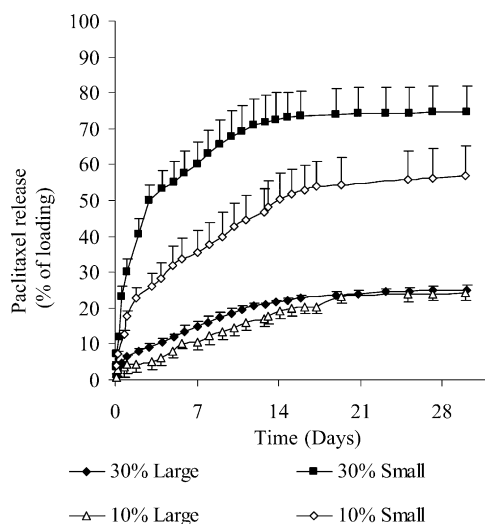 Paclitaxel release
(% of loading)
100
90
80
70
60
50
40
30
20
10
0
0 7 14 21 28
Time (Days)
30% Large 30% Small
10% Large 10% Small